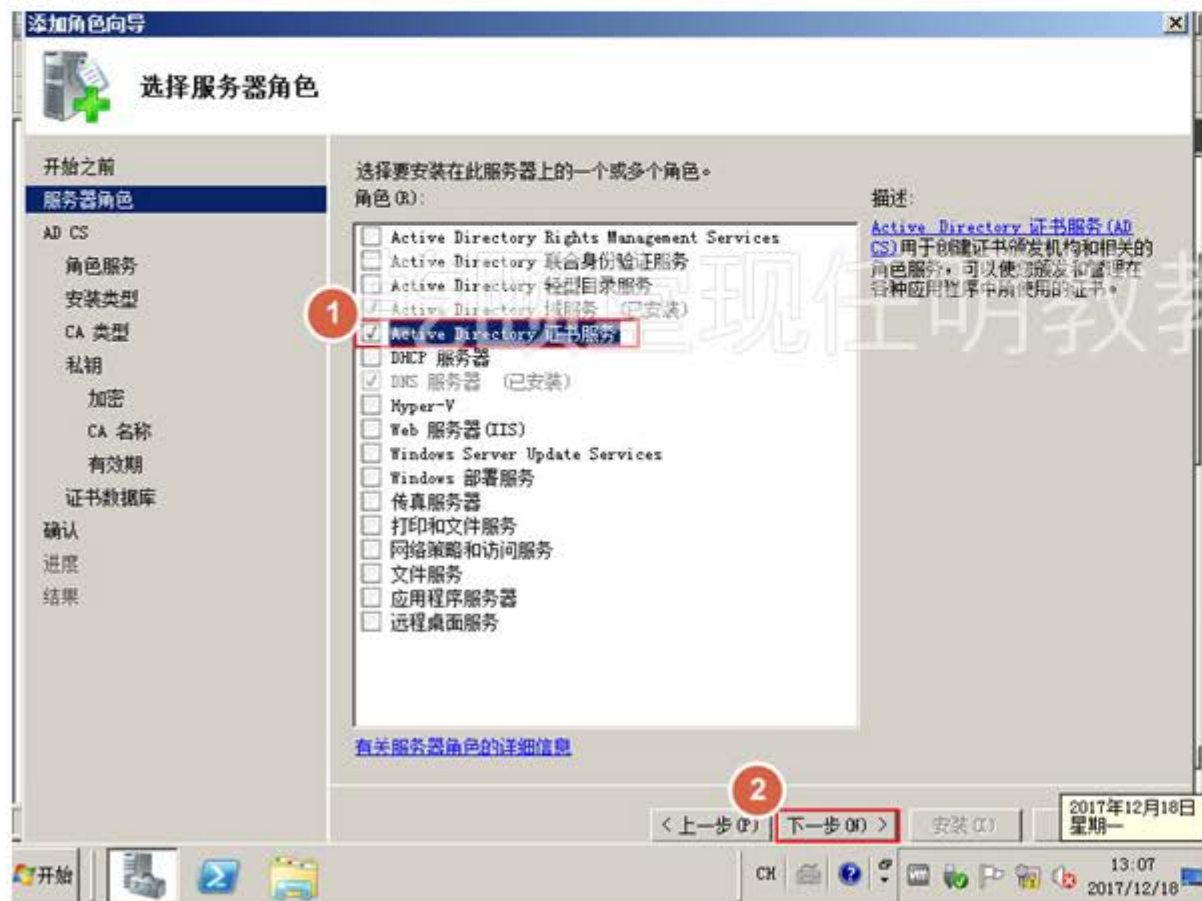 添加角色向导
选择服务器角色
开始之前
服务器角色
AD CS
角色服务
安装类型
CA 类型
私钥
加密
CA 名称
有效期
证书数据库
确认
进度
结果
选择要安装在此服务器上的一个或多个角色。
角色(R):
Active Directory Rights Management Services
Active Directory 联合身份验证服务
Active Directory 轻型目录服务
Active Directory 域服务 (已安装)
1
Active Directory 证书服务
DHCP 服务器
DNS 服务器 (已安装)
Hyper-V
Web 服务器(IIS)
Windows Server Update Services
Windows 部署服务
传真服务器
打印和文件服务
网络策略和访问服务
文件服务
应用程序服务器
远程桌面服务
有关服务器角色的详细信息
描述:
Active Directory 证书服务(AD
CS)用于创建证书颁发机构和相关的
角色服务，可以使您颁发和管理在
各种应用程序中所使用的证书。
现任明教教
2
< 上一步(P)
下一步(N) >
安装(I)
2017年12月18日
星期一
开始
CH
13:07
2017/12/18